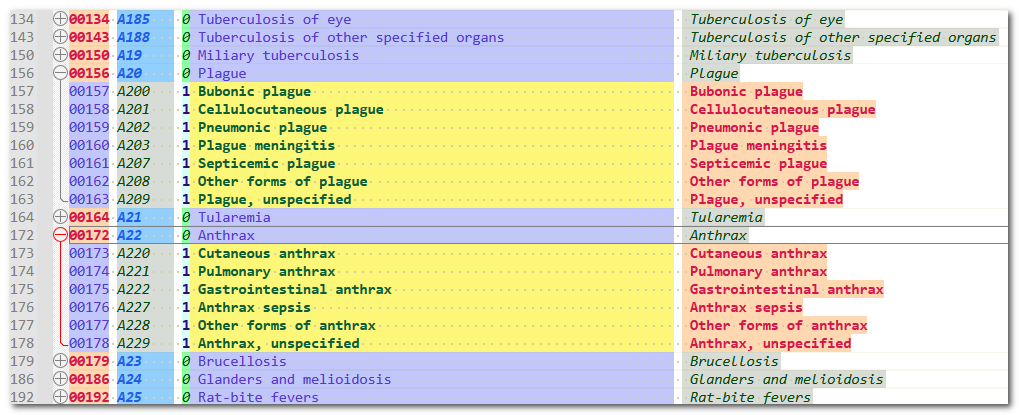 134 00134 A185 0 Tuberculosis of eye Tuberculosis of eye
143 00143 A188 0 Tuberculosis of other specified organs Tuberculosis of other specified organs
150 00150 A19 0 Miliary tuberculosis Miliary tuberculosis
156 00156 A20 0 Plague Plague
157 00157 A200 1 Bubonic plague Bubonic plague
158 00158 A201 1 Cellulocutaneous plague Cellulocutaneous plague
159 00159 A202 1 Pneumonic plague Pneumonic plague
160 00160 A203 1 Plague meningitis Plague meningitis
161 00161 A207 1 Septicemic plague Septicemic plague
162 00162 A208 1 Other forms of plague Other forms of plague
163 00163 A209 1 Plague, unspecified Plague, unspecified
164 00164 A21 0 Tularemia Tularemia
172 00172 A22 0 Anthrax Anthrax
173 00173 A220 1 Cutaneous anthrax Cutaneous anthrax
174 00174 A221 1 Pulmonary anthrax Pulmonary anthrax
175 00175 A222 1 Gastrointestinal anthrax Gastrointestinal anthrax
176 00176 A227 1 Anthrax sepsis Anthrax sepsis
177 00177 A228 1 Other forms of anthrax Other forms of anthrax
178 00178 A229 1 Anthrax, unspecified Anthrax, unspecified
179 00179 A23 0 Brucellosis Brucellosis
186 00186 A24 0 Glanders and melioidosis Glanders and melioidosis
192 00192 A25 0 Rat-bite fevers Rat-bite fevers